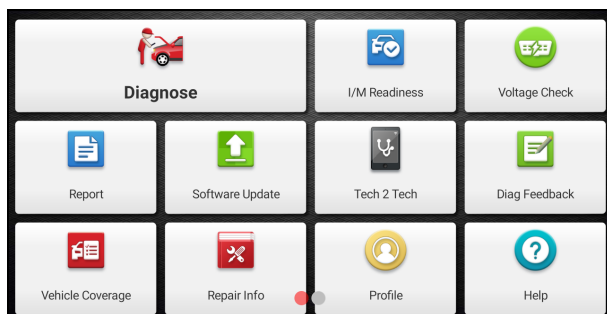 Diagnose
I/M Readiness
Voltage Check
Report
Software Update
Tech 2 Tech
Diag Feedback
Vehicle Coverage
Repair Info
Profile
Help